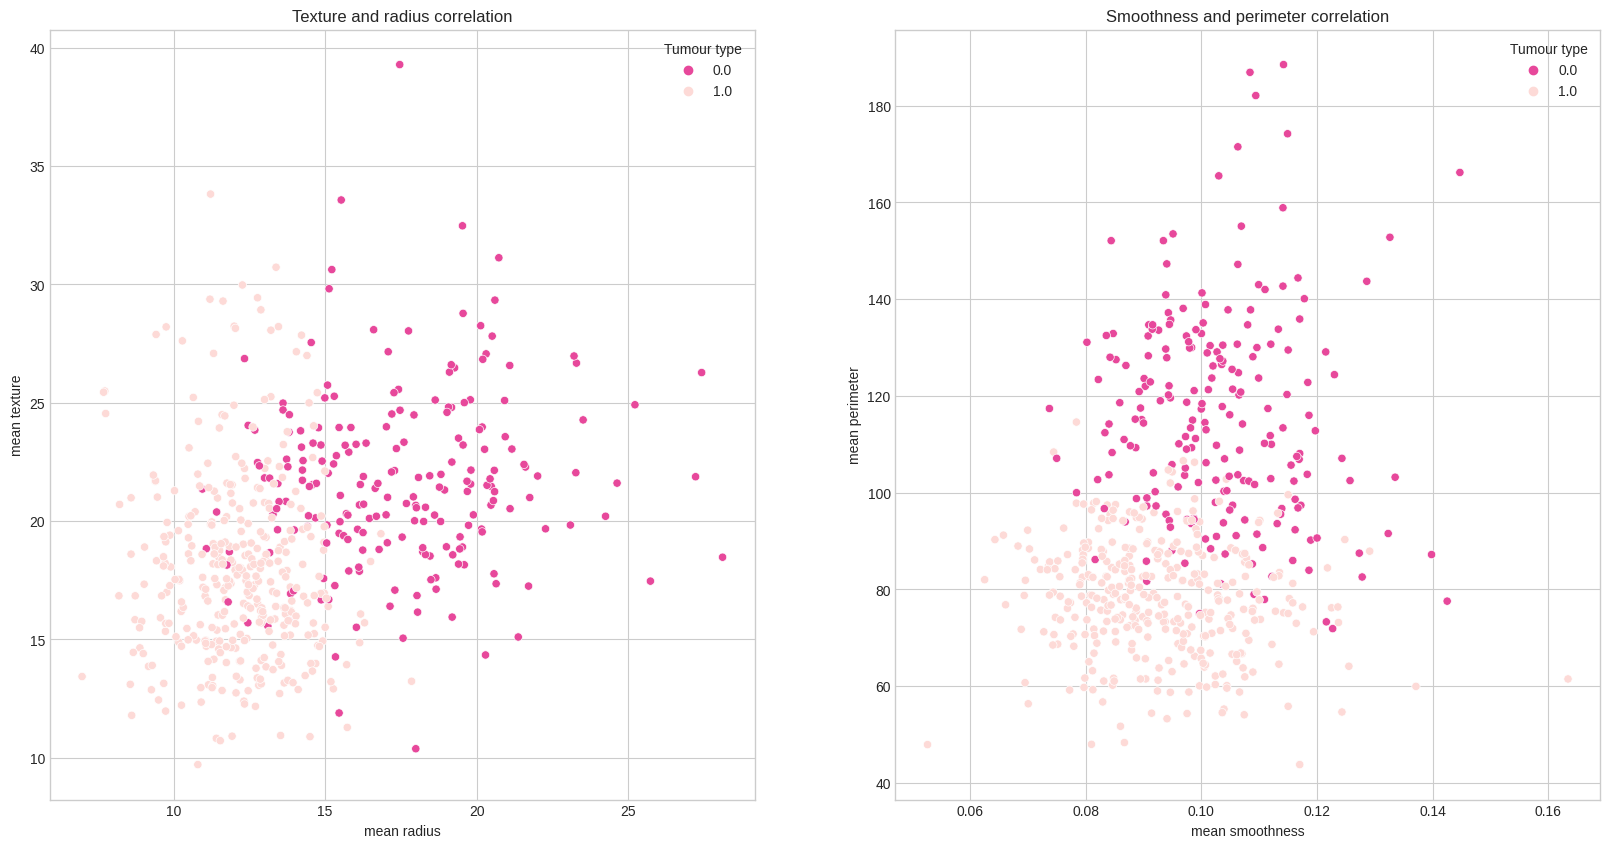 Texture and radius correlation
Tumour type
0.0
1.0
40
35
30
25
20
15
10
mean texture
10 15 20 25
mean radius
Smoothness and perimeter correlation
Tumour type
0.0
1.0
180
160
140
120
100
80
60
40
mean perimeter
0.06 0.08 0.10 0.12 0.14 0.16
mean smoothness